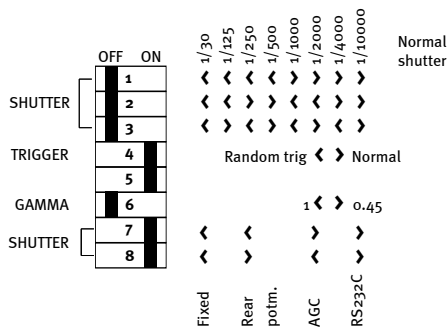 1/30 1/125 1/250 1/500 1/1000 1/2000 1/4000 1/10000
Normal
shutter
OFF ON
1
SHUTTER 2
3
TRIGGER 4 Random trig Normal
5
GAMMA 6 1 0.45
SHUTTER 7
8
Fixed Rear potm. AGC RS232C